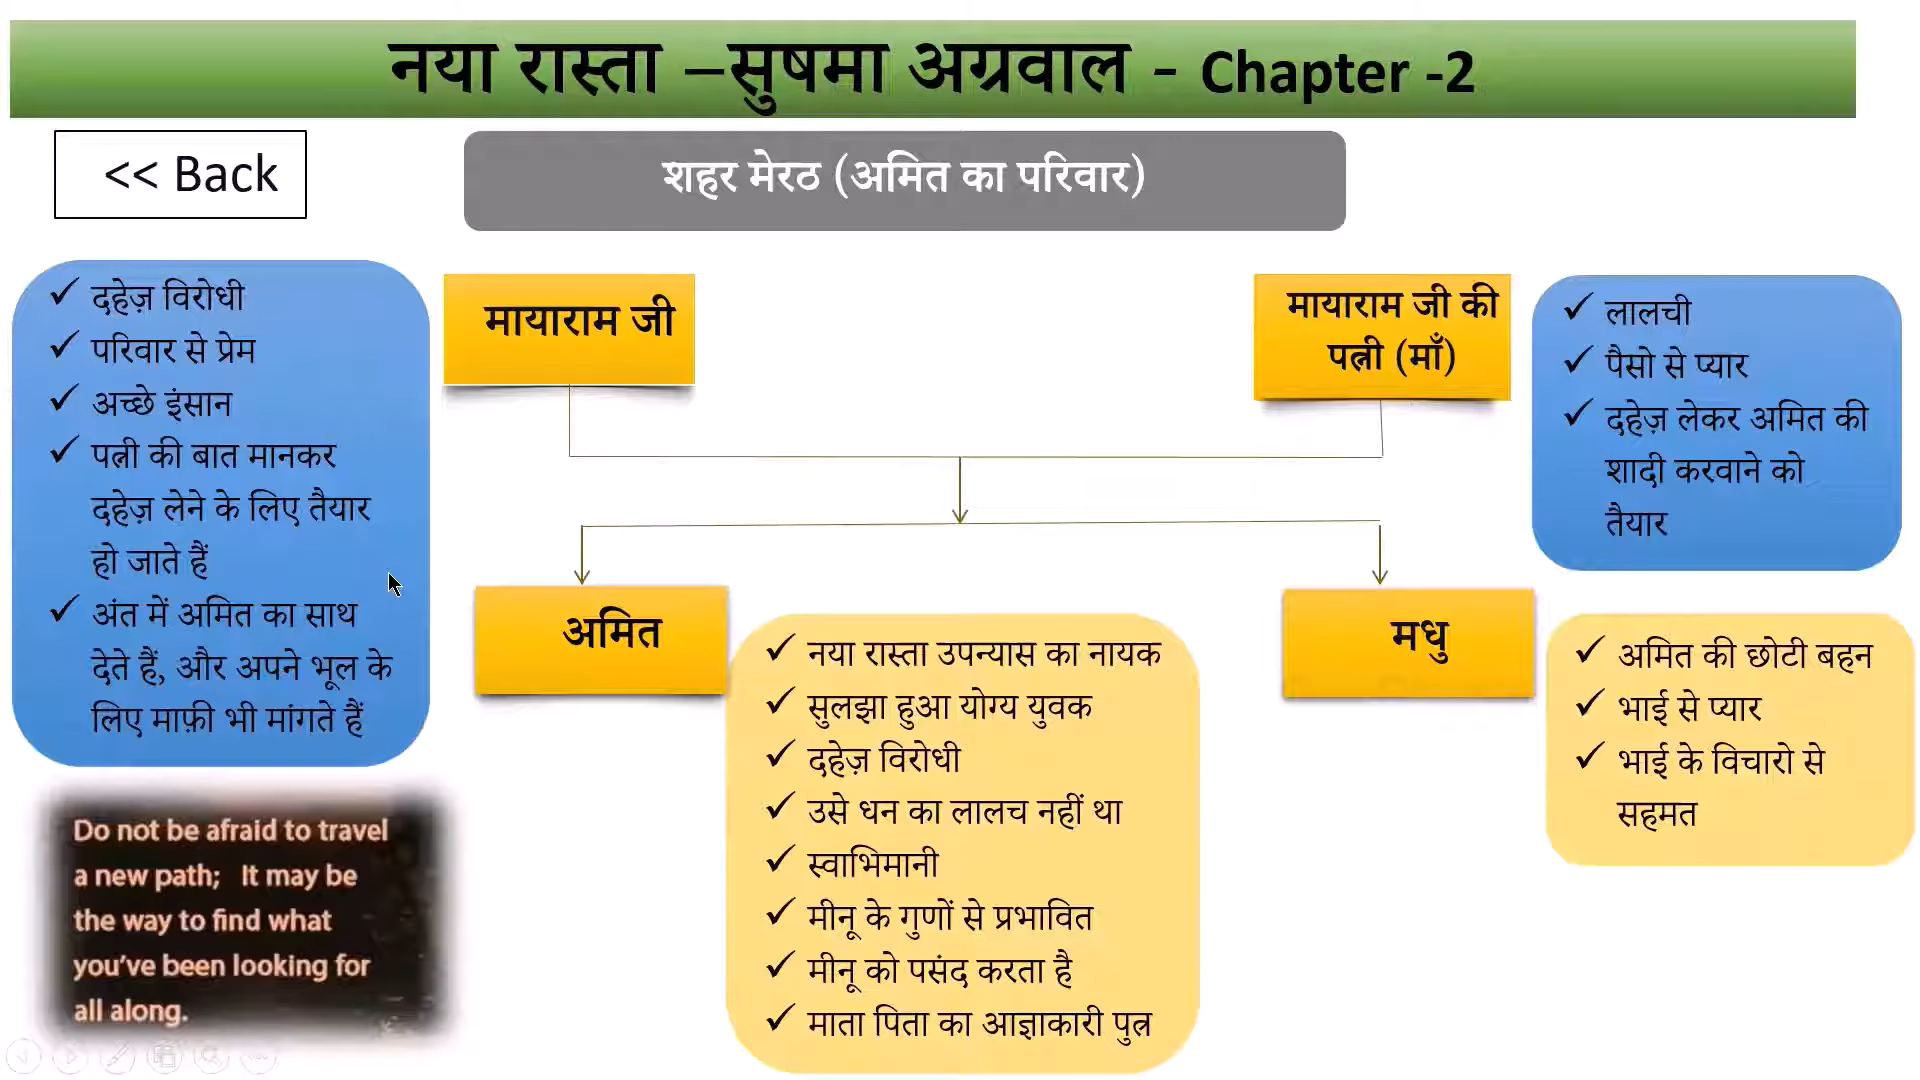 नया रास्ता –सुषमा अग्रवाल - Chapter -2
<< Back
शहर मेरठ (अमित का परिवार)
✓ दहेज़ विरोधी
✓ परिवार से प्रेम
✓ अच्छे इंसान
✓ पत्नी की बात मानकर
दहेज़ लेने के लिए तैयार
हो जाते हैं
✓ अंत में अमित का साथ
देते हैं, और अपने भूल के
लिए माफ़ी भी मांगते हैं
मायाराम जी
मायाराम जी की
पत्नी (माँ)
✓ लालची
✓ पैसो से प्यार
✓ दहेज़ लेकर अमित की
शादी करवाने को
तैयार
अमित
✓ नया रास्ता उपन्यास का नायक
✓ सुलझा हुआ योग्य युवक
✓ दहेज़ विरोधी
✓ उसे धन का लालच नहीं था
✓ स्वाभिमानी
✓ मीनू के गुणों से प्रभावित
✓ मीनू को पसंद करता है
✓ माता पिता का आज्ञाकारी पुत्र
मधु
✓ अमित की छोटी बहन
✓ भाई से प्यार
✓ भाई के विचारो से
सहमत
Do not be afraid to travel
a new path; It may be
the way to find what
you've been looking for
all along.